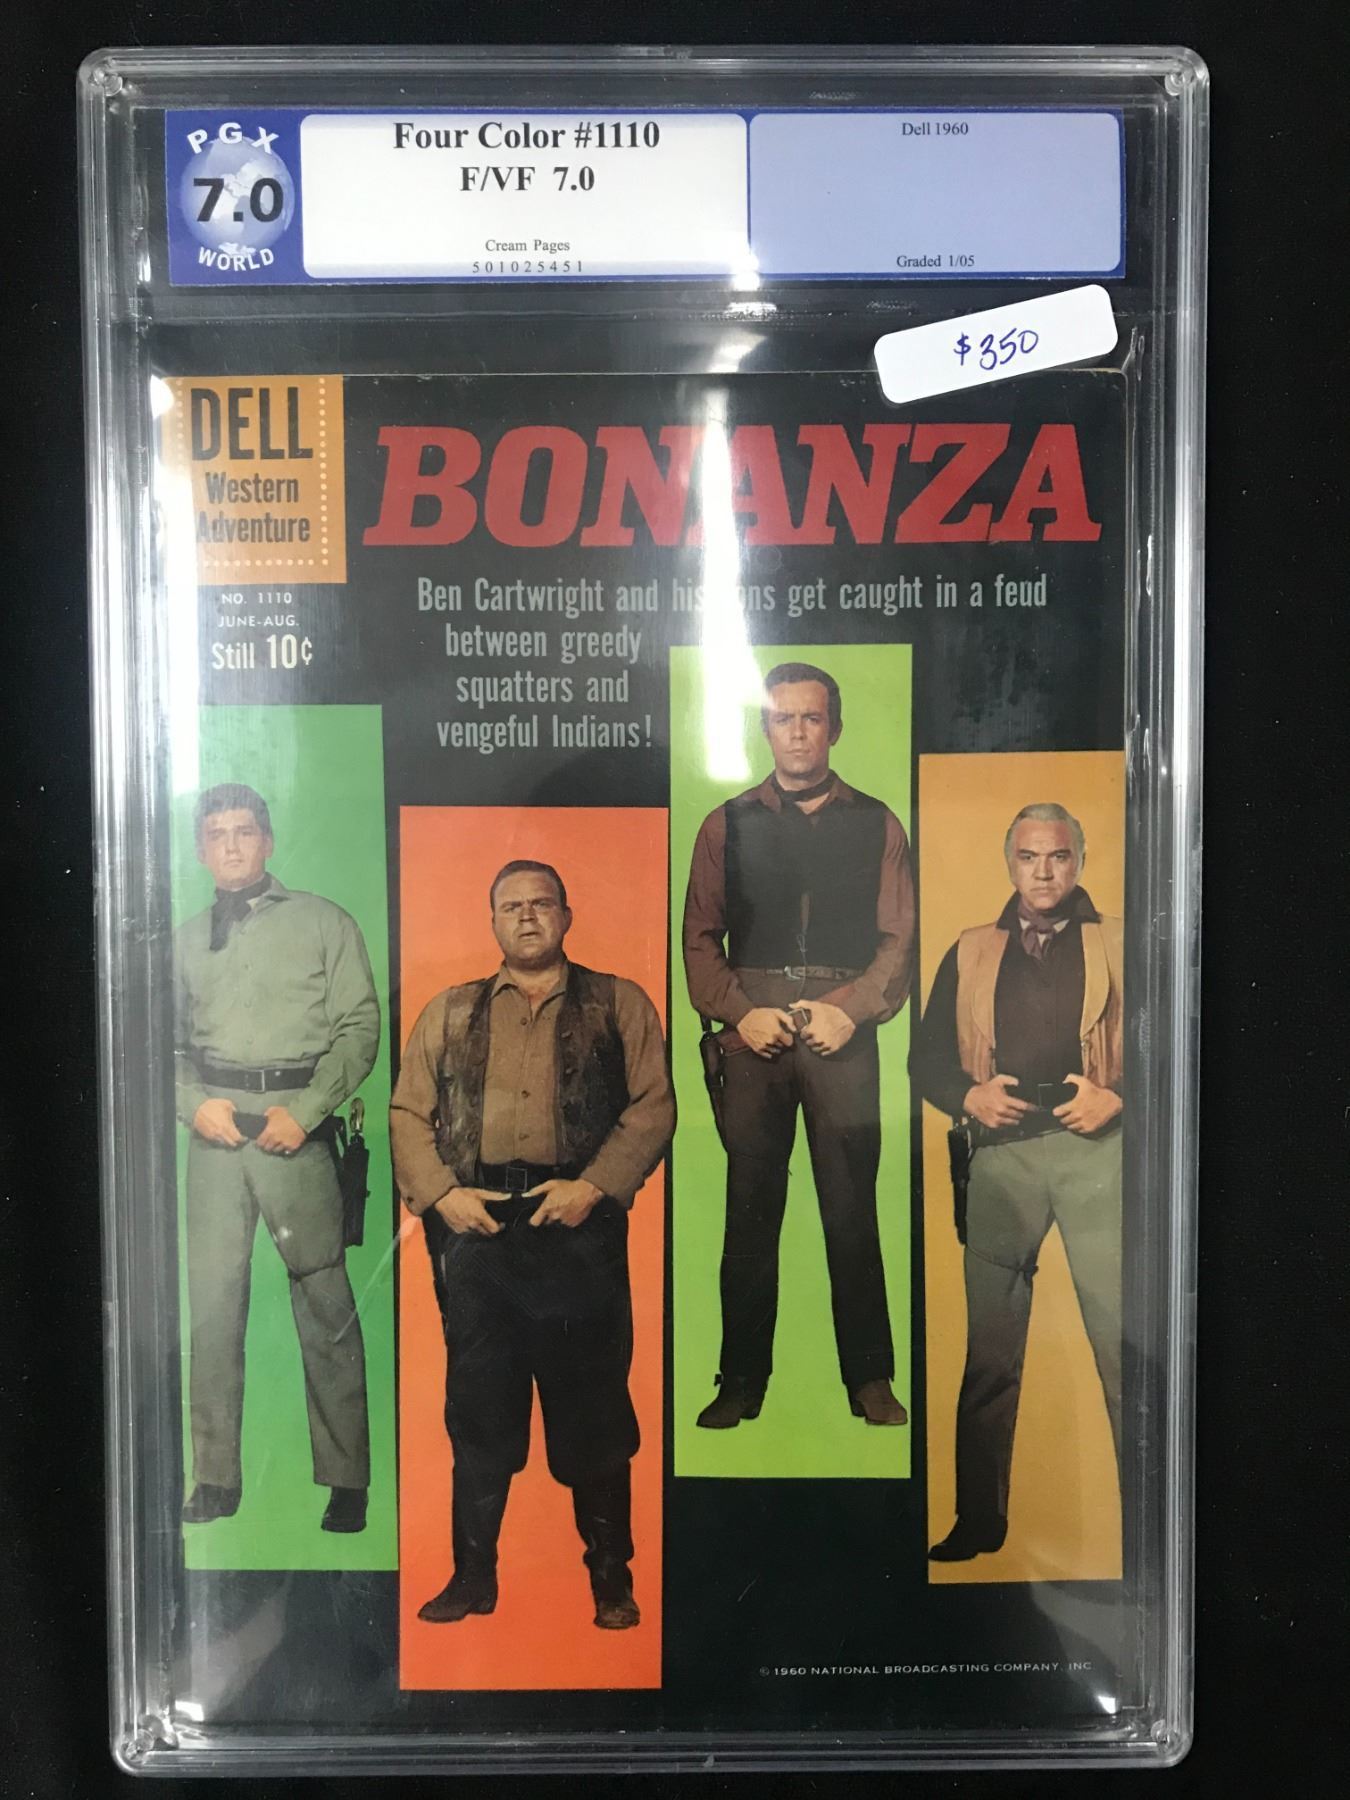 PGX
7.0
WORLD
Four Color #1110
F/VF 7.0
Cream Pages
501025451
Dell 1960
Graded 1/05
$350
DELL
Western
Adventure
NO. 1110
JUNE-AUG.
Still 10¢
BONANZA
Ben Cartwright and his sons get caught in a feud
between greedy
squatters and
vengeful Indians!
© 1960 NATIONAL BROADCASTING COMPANY, INC.